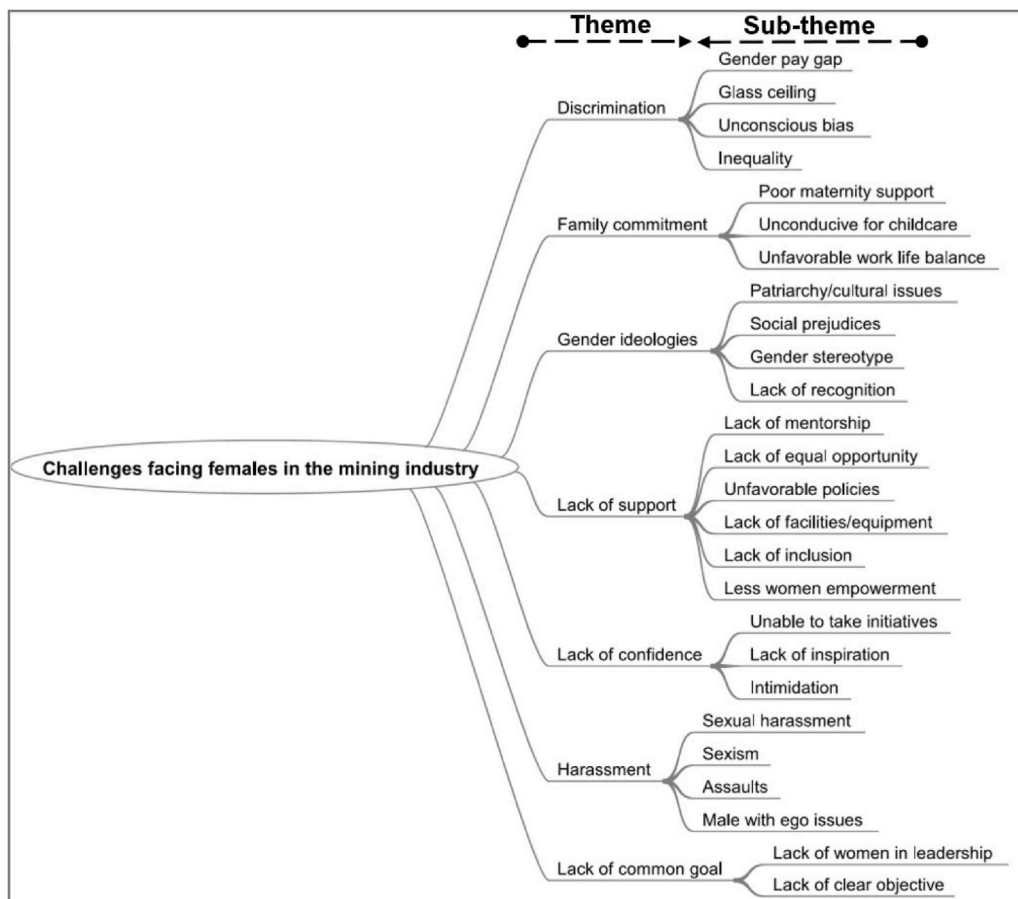 Theme Sub-theme
Challenges facing females in the mining industry
Discrimination
Gender pay gap
Glass ceiling
Unconscious bias
Inequality
Family commitment
Poor maternity support
Unconducive for childcare
Unfavorable work life balance
Gender ideologies
Patriarchy/cultural issues
Social prejudices
Gender stereotype
Lack of recognition
Lack of support
Lack of mentorship
Lack of equal opportunity
Unfavorable policies
Lack of facilities/equipment
Lack of inclusion
Less women empowerment
Lack of confidence
Unable to take initiatives
Lack of inspiration
Intimidation
Harassment
Sexual harassment
Sexism
Assaults
Male with ego issues
Lack of common goal
Lack of women in leadership
Lack of clear objective